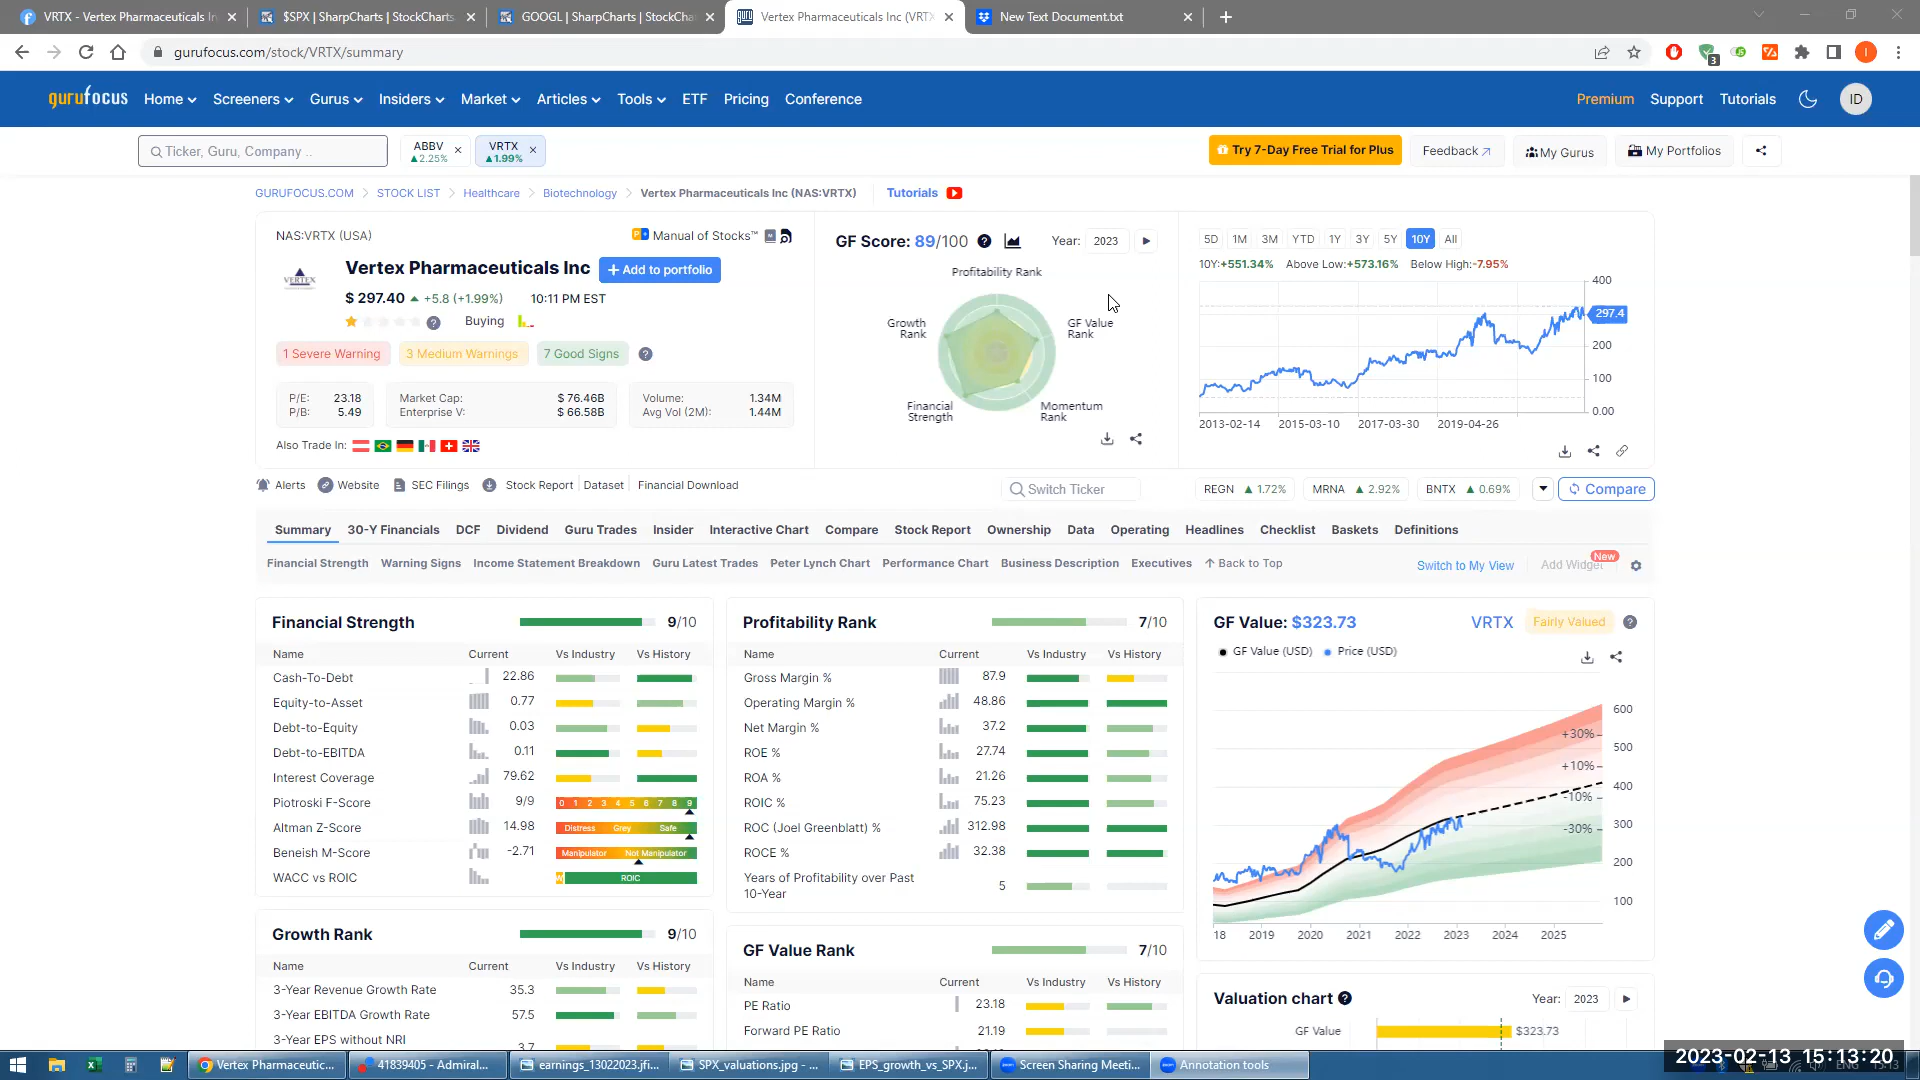 VRTX - Vertex Pharmaceuticals In
$SPX | SharpCharts | StockCharts
GOOGL | SharpCharts | StockCha
Vertex Pharmaceuticals Inc (VRTX
New Text Document.txt
gurufocus.com/stock/VRTX/summary
3
I
gurufocus
Home
Screeners
Gurus
Insiders
Market
Articles
Tools
ETF
Pricing
Conference
Premium
Support
Tutorials
ID
Ticker, Guru, Company ..
ABBV
2.25%
VRTX
1.99%
Try 7-Day Free Trial for Plus
Feedback
My Gurus
My Portfolios
GURUFOCUS.COM
STOCK LIST
Healthcare
Biotechnology
Vertex Pharmaceuticals Inc (NAS:VRTX)
Tutorials
NAS:VRTX (USA)
Manual of Stocks™
VERTEX
Vertex Pharmaceuticals Inc
+ Add to portfolio
$ 297.40 +5.8 (+1.99%) 10:11 PM EST
Buying
1 Severe Warning
3 Medium Warnings
7 Good Signs
P/E: 23.18
P/B: 5.49
Market Cap: $ 76.46B
Enterprise V: $ 66.58B
Volume: 1.34M
Avg Vol (2M): 1.44M
Also Trade In:
GF Score: 89/100
Year: 2023
Profitability Rank
Growth
Rank
GF Value
Rank
Financial
Strength
Momentum
Rank
5D 1M 3M YTD 1Y 3Y 5Y 10Y All
10Y:+551.34% Above Low:+573.16% Below High:-7.95%
400
297.4
200
100
0.00
2013-02-14 2015-03-10 2017-03-30 2019-04-26
Alerts
Website
SEC Filings
Stock Report
Dataset
Financial Download
Switch Ticker
REGN 1.72%
MRNA 2.92%
BNTX 0.69%
Compare
Summary 30-Y Financials DCF Dividend Guru Trades Insider Interactive Chart Compare Stock Report Ownership Data Operating Headlines Checklist Baskets Definitions
Financial Strength Warning Signs Income Statement Breakdown Guru Latest Trades Peter Lynch Chart Performance Chart Business Description Executives Back to Top
Switch to My View
Add Widget
New
Financial Strength 9/10
Name Current Vs Industry Vs History
Cash-To-Debt 22.86
Equity-to-Asset 0.77
Debt-to-Equity 0.03
Debt-to-EBITDA 0.11
Interest Coverage 79.62
Piotroski F-Score 9/9 0 1 2 3 4 5 6 7 8 9
Altman Z-Score 14.98 Distress Grey Safe
Beneish M-Score -2.71 Manipulator Not Manipulator
WACC vs ROIC W ROIC
Growth Rank 9/10
Name Current Vs Industry Vs History
3-Year Revenue Growth Rate 35.3
3-Year EBITDA Growth Rate 57.5
3-Year EPS without NRI 3.7
Profitability Rank 7/10
Name Current Vs Industry Vs History
Gross Margin % 87.9
Operating Margin % 48.86
Net Margin % 37.2
ROE % 27.74
ROA % 21.26
ROIC % 75.23
ROC (Joel Greenblatt) % 312.98
ROCE % 32.38
Years of Profitability over Past
10-Year 5
GF Value Rank 7/10
Name Current Vs Industry Vs History
PE Ratio 23.18
Forward PE Ratio 21.19
GF Value: $323.73
VRTX
Fairly Valued
GF Value (USD) Price (USD)
600
+30%
500
+10%
400
-10%
300
-30%
200
100
18 2019 2020 2021 2022 2023 2024 2025
Valuation chart
Year: 2023
GF Value $323.73
Vertex Pharmaceutic...
41839405 - Admiral...
earnings_13022023.jfi...
SPX_valuations.jpg - ...
EPS_growth_vs_SPX.j...
Screen Sharing Meeti...
Annotation tools
2023-02-13 15:13:20